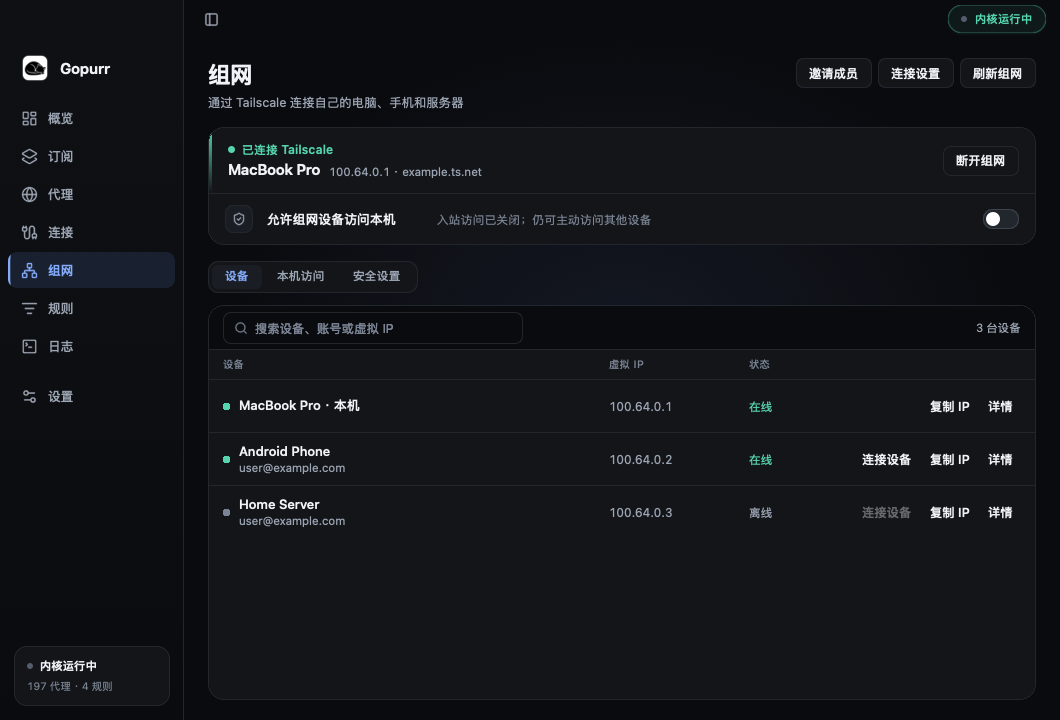 内核运行中
Gopurr
概览
订阅
代理
连接
组网
规则
日志
设置
内核运行中
197 代理 · 4 规则
组网
通过 Tailscale 连接自己的电脑、手机和服务器
邀请成员 连接设置 刷新组网
已连接 Tailscale
MacBook Pro 100.64.0.1 · example.ts.net
断开组网
允许组网设备访问本机 入站访问已关闭；仍可主动访问其他设备
设备 本机访问 安全设置
搜索设备、账号或虚拟 IP 3 台设备
设备 虚拟 IP 状态
MacBook Pro · 本机 100.64.0.1 在线 复制 IP 详情
Android Phone
user@example.com
100.64.0.2 在线 连接设备 复制 IP 详情
Home Server
user@example.com
100.64.0.3 离线 连接设备 复制 IP 详情